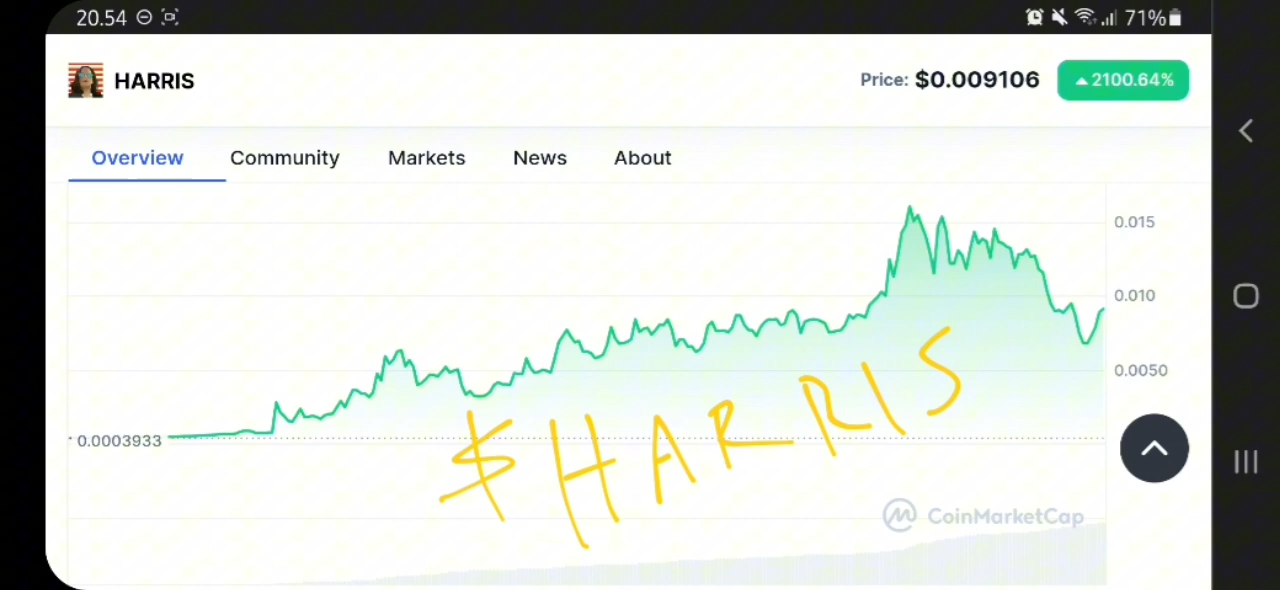 20.54 71%
HARRIS Price: $0.009106 2100.64%
Overview Community Markets News About
0.015
0.010
0.0050
0.0003933
$HARRIS
CoinMarketCap